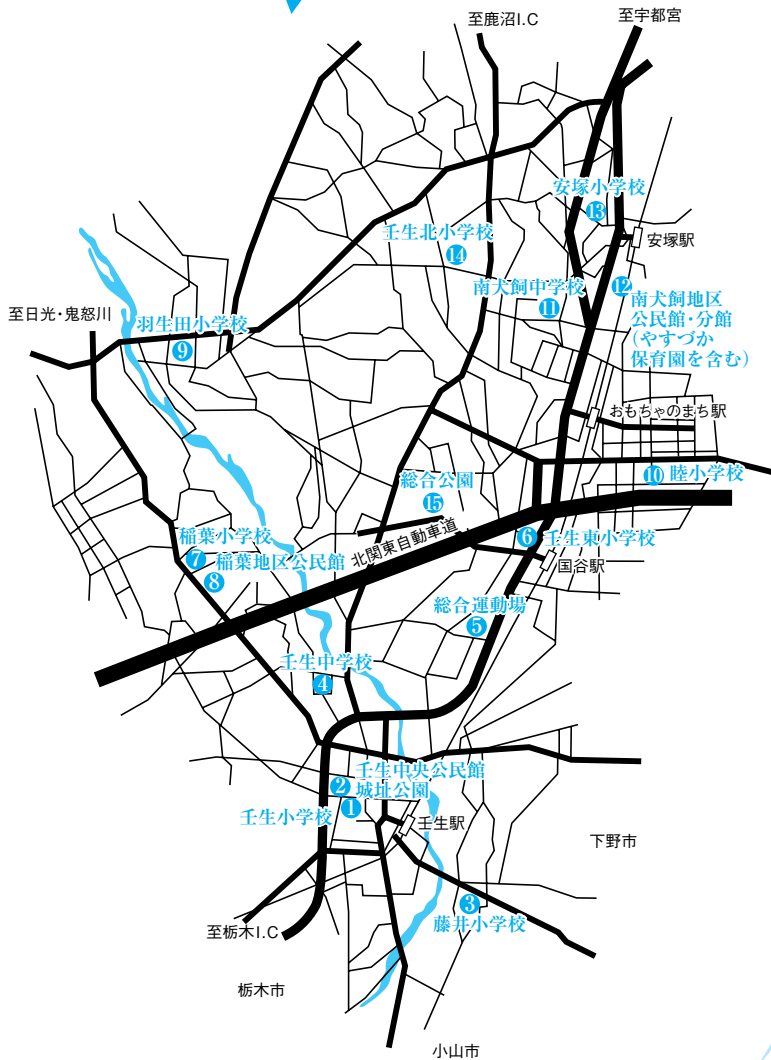 至鹿沼I.C
至宇都宮
安塚小学校
⑬
壬生北小学校
⑭
安塚駅
南犬飼中学校
⑪
⑫
南犬飼地区
公民館・分館
(やすづか
保育園を含む)
至日光・鬼怒川
羽生田小学校
⑨
おもちゃのまち駅
⑩ 睦小学校
総合公園
⑮
北関東自動車道
稲葉小学校
⑦
稲葉地区公民館
⑧
⑥ 壬生東小学校
国谷駅
総合運動場
⑤
壬生中学校
④
壬生中央公民館
②
城址公園
壬生小学校
①
壬生駅
下野市
③
藤井小学校
至栃木I.C
栃木市
小山市